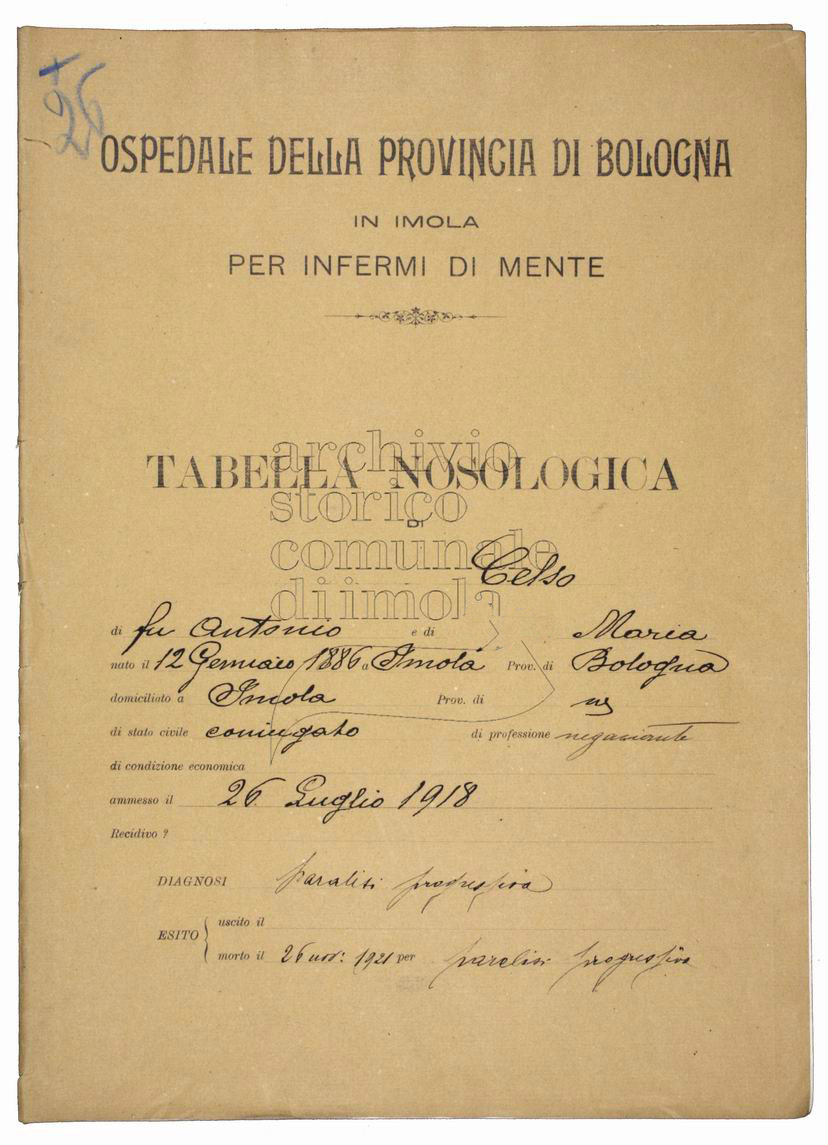 +
26
OSPEDALE DELLA PROVINCIA DI BOLOGNA
IN IMOLA
PER INFERMI DI MENTE
TABELLA NOSOLOGICA
DI
archivio
storico
comunale
di imola
Celso
di fu Antonio e di Maria
nato il 12 Gennaio 1886 a Imola Prov. di Bologna
domiciliato a Imola Prov. di
di stato civile coniugato di professione negoziante
di condizione economica
ammesso il 26 Luglio 1918
Recidivo ?
DIAGNOSI Paralisi progressiva
ESITO uscito il
morto il 26 nov: 1921 per paralisi progressiva